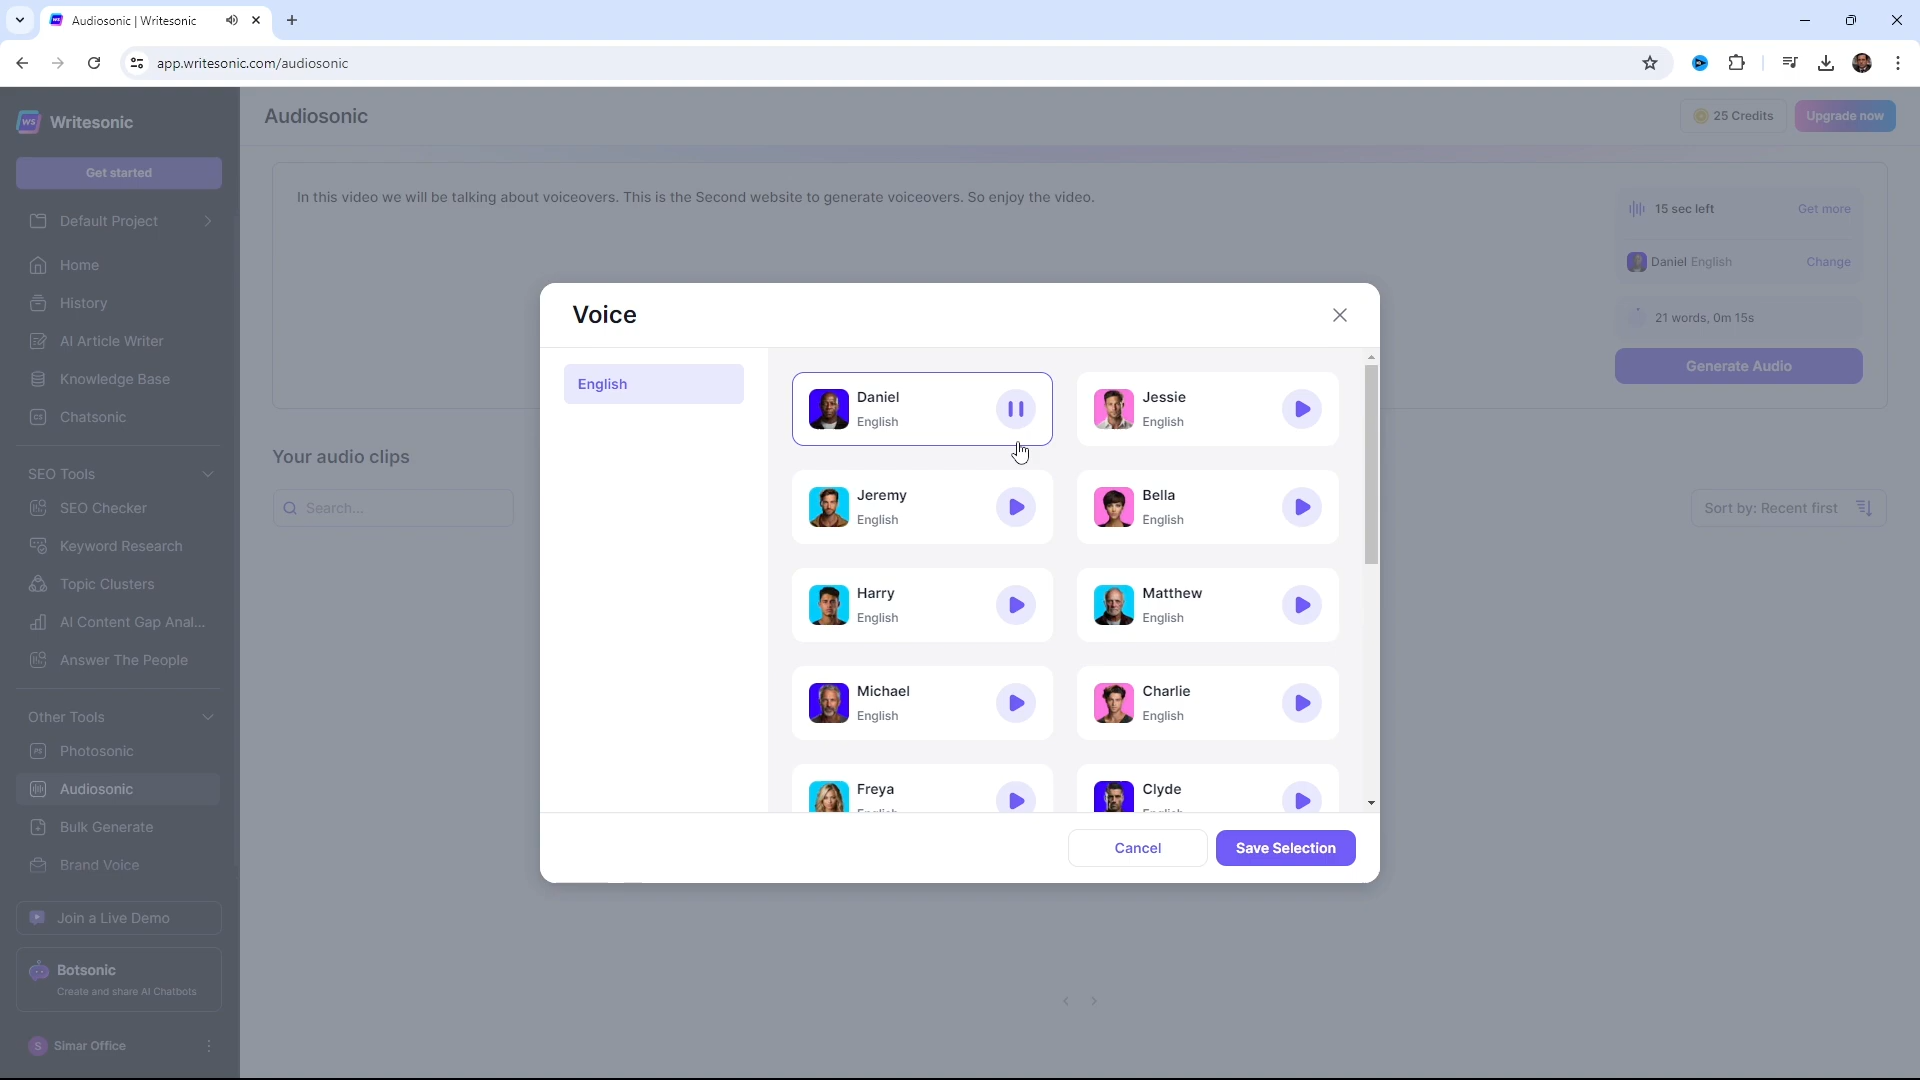 Audiosonic | Writesonic
app.writesonic.com/audiosonic
WS Writesonic
Get started
Default Project
Home
History
AI Article Writer
Knowledge Base
Chatsonic
SEO Tools
SEO Checker
Keyword Research
Topic Clusters
AI Content Gap Anal...
Answer The People
Other Tools
Photosonic
Audiosonic
Bulk Generate
Brand Voice
Join a Live Demo
Botsonic
Create and share AI Chatbots
S Simar Office
Audiosonic
25 Credits
Upgrade now
In this video we will be talking about voiceovers. This is the Second website to generate voiceovers. So enjoy the video.
15 sec left Get more
Daniel English Change
21 words, 0m 15s
Generate Audio
Your audio clips
Search...
Sort by: Recent first
Voice
English
Daniel
English
Jessie
English
Jeremy
English
Bella
English
Harry
English
Matthew
English
Michael
English
Charlie
English
Freya
English
Clyde
English
Cancel
Save Selection